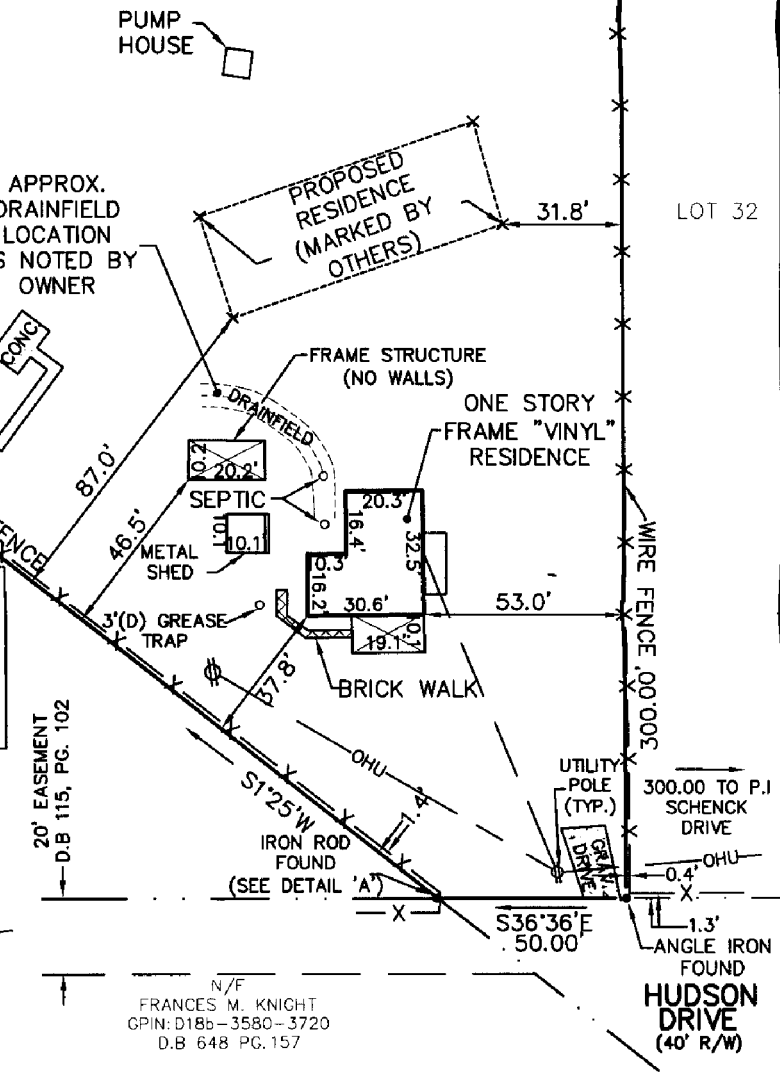 PUMP
HOUSE
APPROX.
DRAINFIELD
LOCATION
S NOTED BY
OWNER
PROPOSED
RESIDENCE
(MARKED BY
OTHERS)
31.8'
LOT 32
CONC
FRAME STRUCTURE
(NO WALLS)
DRAINFIELD
ONE STORY
FRAME "VINYL"
RESIDENCE
87.0'
46.5'
0.2
20.2'
SEPTIC
20.3'
16.4'
32.5'
10.1
10.1'
METAL
SHED
0.3
16.2'
30.6'
53.0'
WIRE FENCE
300.00'
FENCE
3'(D) GREASE
TRAP
19.1'
0.1
37.8'
BRICK WALK
OHU
20' EASEMENT
D.B 115, PG. 102
S1°25'W
1.4'
IRON ROD
FOUND
(SEE DETAIL 'A')
UTILITY
POLE
(TYP.)
GRAV.
DRIVE
300.00 TO P.I
SCHENCK
DRIVE
OHU
0.4'
S36°36'E
50.00'
1.3'
ANGLE IRON
FOUND
HUDSON
DRIVE
(40' R/W)
N/F
FRANCES M. KNIGHT
GPIN: D18b-3580-3720
D.B 648 PG.157